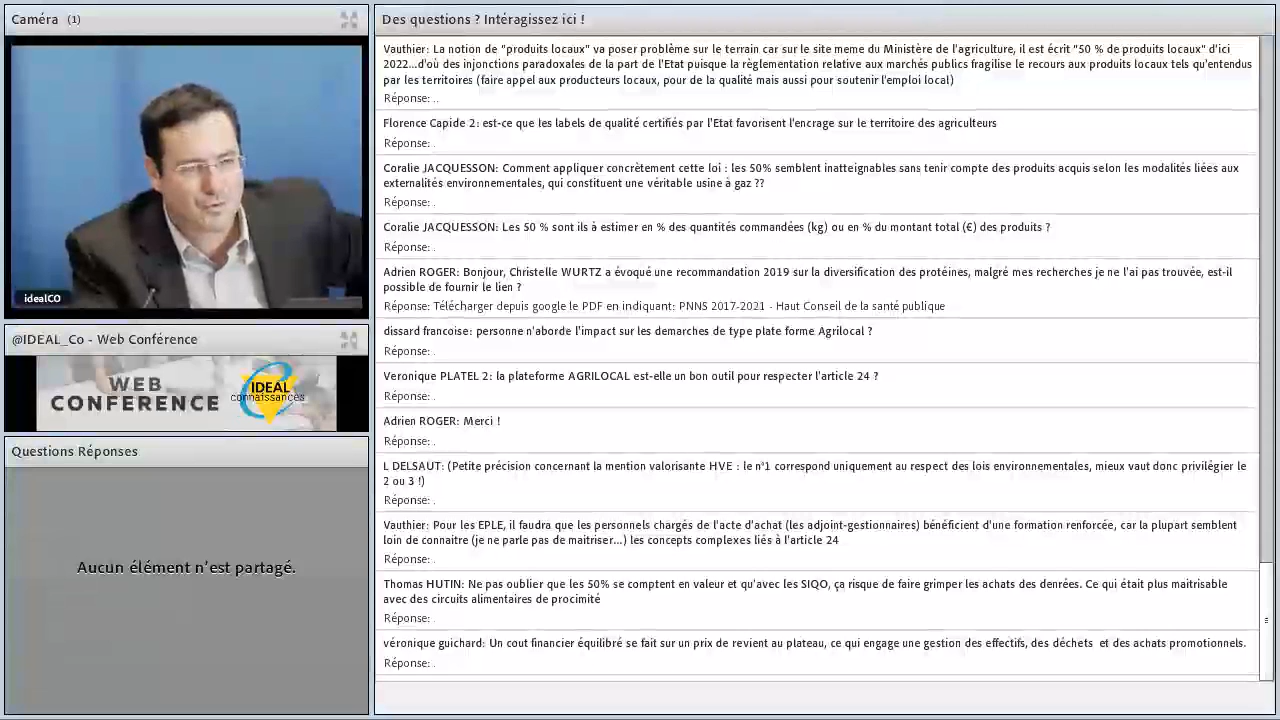 Caméra (1)
idealCO
@IDEAL_Co - Web Conférence
WEB
CONFERENCE
IDEAL
connaissances
Questions Réponses
Aucun élément n'est partagé.
Des questions ? Intéragissez ici !
Vauthier: La notion de "produits locaux" va poser problème sur le terrain car sur le site meme du Ministère de l'agriculture, il est écrit "50 % de produits locaux" d'ici
2022...d'où des injonctions paradoxales de la part de l'Etat puisque la règlementation relative aux marchés publics fragilise le recours aux produits locaux tels qu'entendus
par les territoires (faire appel aux producteurs locaux, pour de la qualité mais aussi pour soutenir l'emploi local)
Réponse: ..
Florence Capide 2: est-ce que les labels de qualité certifiés par l'Etat favorisent l'encrage sur le territoire des agriculteurs
Réponse: .
Coralie JACQUESSON: Comment appliquer concrètement cette loi : les 50% semblent inatteignables sans tenir compte des produits acquis selon les modalités liées aux
externalités environnementales, qui constituent une véritable usine à gaz ??
Réponse: .
Coralie JACQUESSON: Les 50 % sont ils à estimer en % des quantités commandées (kg) ou en % du montant total (€) des produits ?
Réponse: .
Adrien ROGER: Bonjour, Christelle WURTZ a évoqué une recommandation 2019 sur la diversification des protéines, malgré mes recherches je ne l'ai pas trouvée, est-il
possible de fournir le lien ?
Réponse: Télécharger depuis google le PDF en indiquant: PNNS 2017-2021 - Haut Conseil de la santé publique
dissard francoise: personne n'aborde l'impact sur les demarches de type plate forme Agrilocal ?
Réponse: .
Veronique PLATEL 2: la plateforme AGRILOCAL est-elle un bon outil pour respecter l'article 24 ?
Réponse: .
Adrien ROGER: Merci !
Réponse: .
L DELSAUT: (Petite précision concernant la mention valorisante HVE : le n°1 correspond uniquement au respect des lois environnementales, mieux vaut donc privilégier le
2 ou 3 !)
Réponse: .
Vauthier: Pour les EPLE, il faudra que les personnels chargés de l'acte d'achat (les adjoint-gestionnaires) bénéficient d'une formation renforcée, car la plupart semblent
loin de connaitre (je ne parle pas de maitriser...) les concepts complexes liés à l'article 24
Réponse: .
Thomas HUTIN: Ne pas oublier que les 50% se comptent en valeur et qu'avec les SIQO, ça risque de faire grimper les achats des denrées. Ce qui était plus maitrisable
avec des circuits alimentaires de procimité
Réponse: .
véronique guichard: Un cout financier équilibré se fait sur un prix de revient au plateau, ce qui engage une gestion des effectifs, des déchets et des achats promotionnels.
Réponse: .